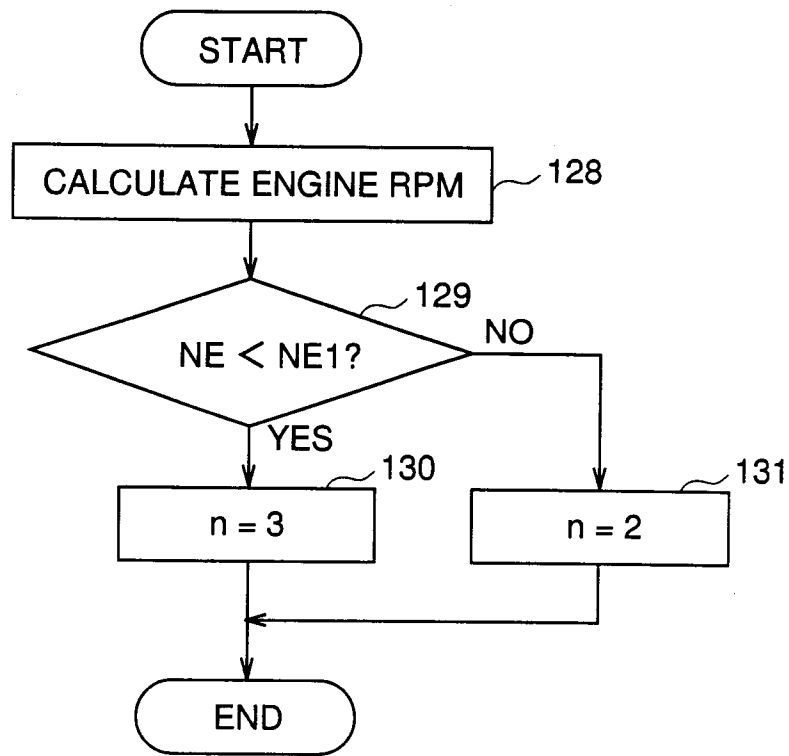 START
CALCULATE ENGINE RPM
128
129
NE < NE1?
NO
YES
130
n = 3
131
n = 2
END